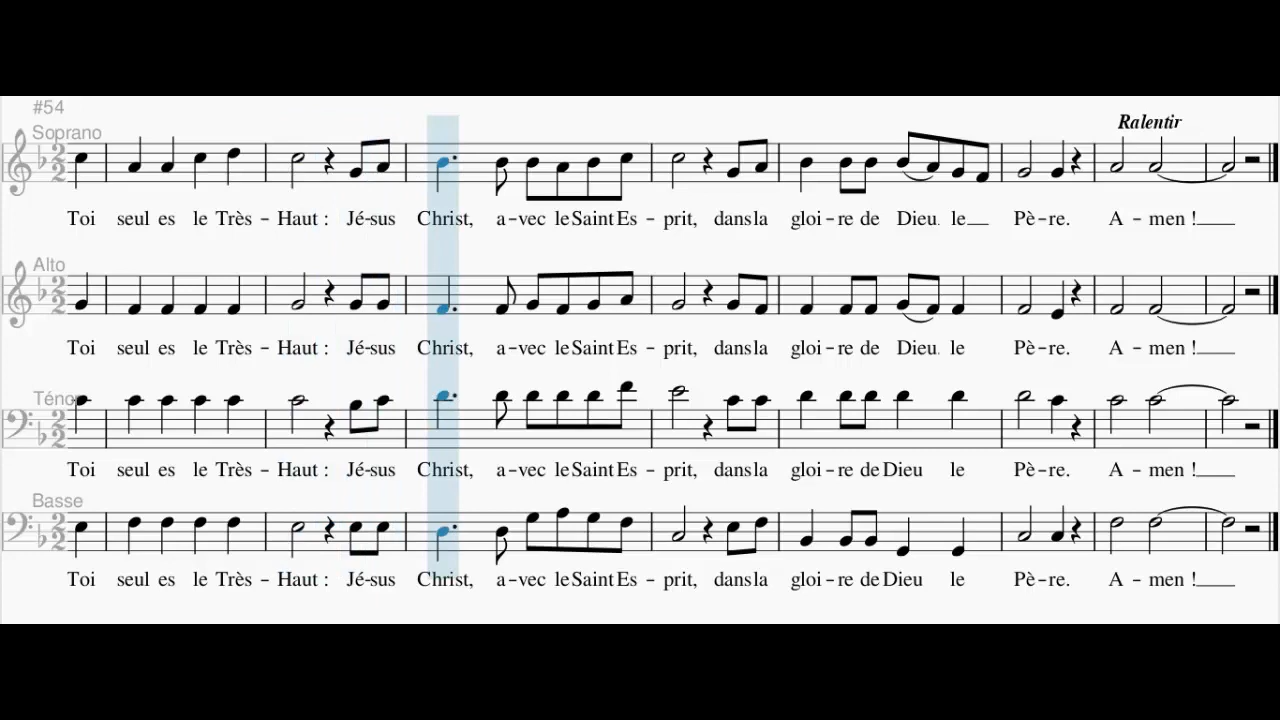 #54
Ralentir
Soprano
Toi seul es le Très – Haut : Jé-sus Christ, a-vec le Saint Es – prit, dans la gloi – re de Dieu. le__ Pè – re. A – men !__
Alto
Toi seul es le Très – Haut : Jé-sus Christ, a-vec le Saint Es – prit, dans la gloi – re de Dieu. le Pè – re. A – men !__
Ténor
Toi seul es le Très – Haut : Jé-sus Christ, a-vec le Saint Es – prit, dans la gloi – re de Dieu le Pè – re. A – men !__
Basse
Toi seul es le Très – Haut : Jé-sus Christ, a-vec le Saint Es – prit, dans la gloi – re de Dieu le Pè – re. A – men !__